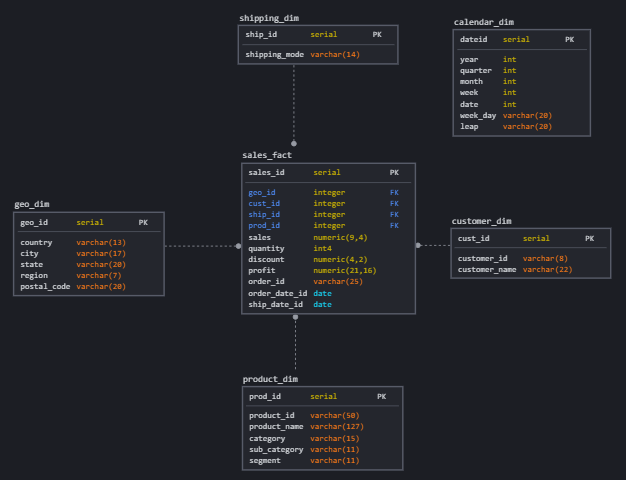 shipping_dim
ship_id serial PK
shipping_mode varchar(14)
calendar_dim
dateid serial PK
year int
quarter int
month int
week int
date int
week_day varchar(20)
leap varchar(20)
sales_fact
sales_id serial PK
geo_id integer FK
cust_id integer FK
ship_id integer FK
prod_id integer FK
sales numeric(9,4)
quantity int4
discount numeric(4,2)
profit numeric(21,16)
order_id varchar(25)
order_date_id date
ship_date_id date
geo_dim
geo_id serial PK
country varchar(13)
city varchar(17)
state varchar(20)
region varchar(7)
postal_code varchar(20)
customer_dim
cust_id serial PK
customer_id varchar(8)
customer_name varchar(22)
product_dim
prod_id serial PK
product_id varchar(50)
product_name varchar(127)
category varchar(15)
sub_category varchar(11)
segment varchar(11)